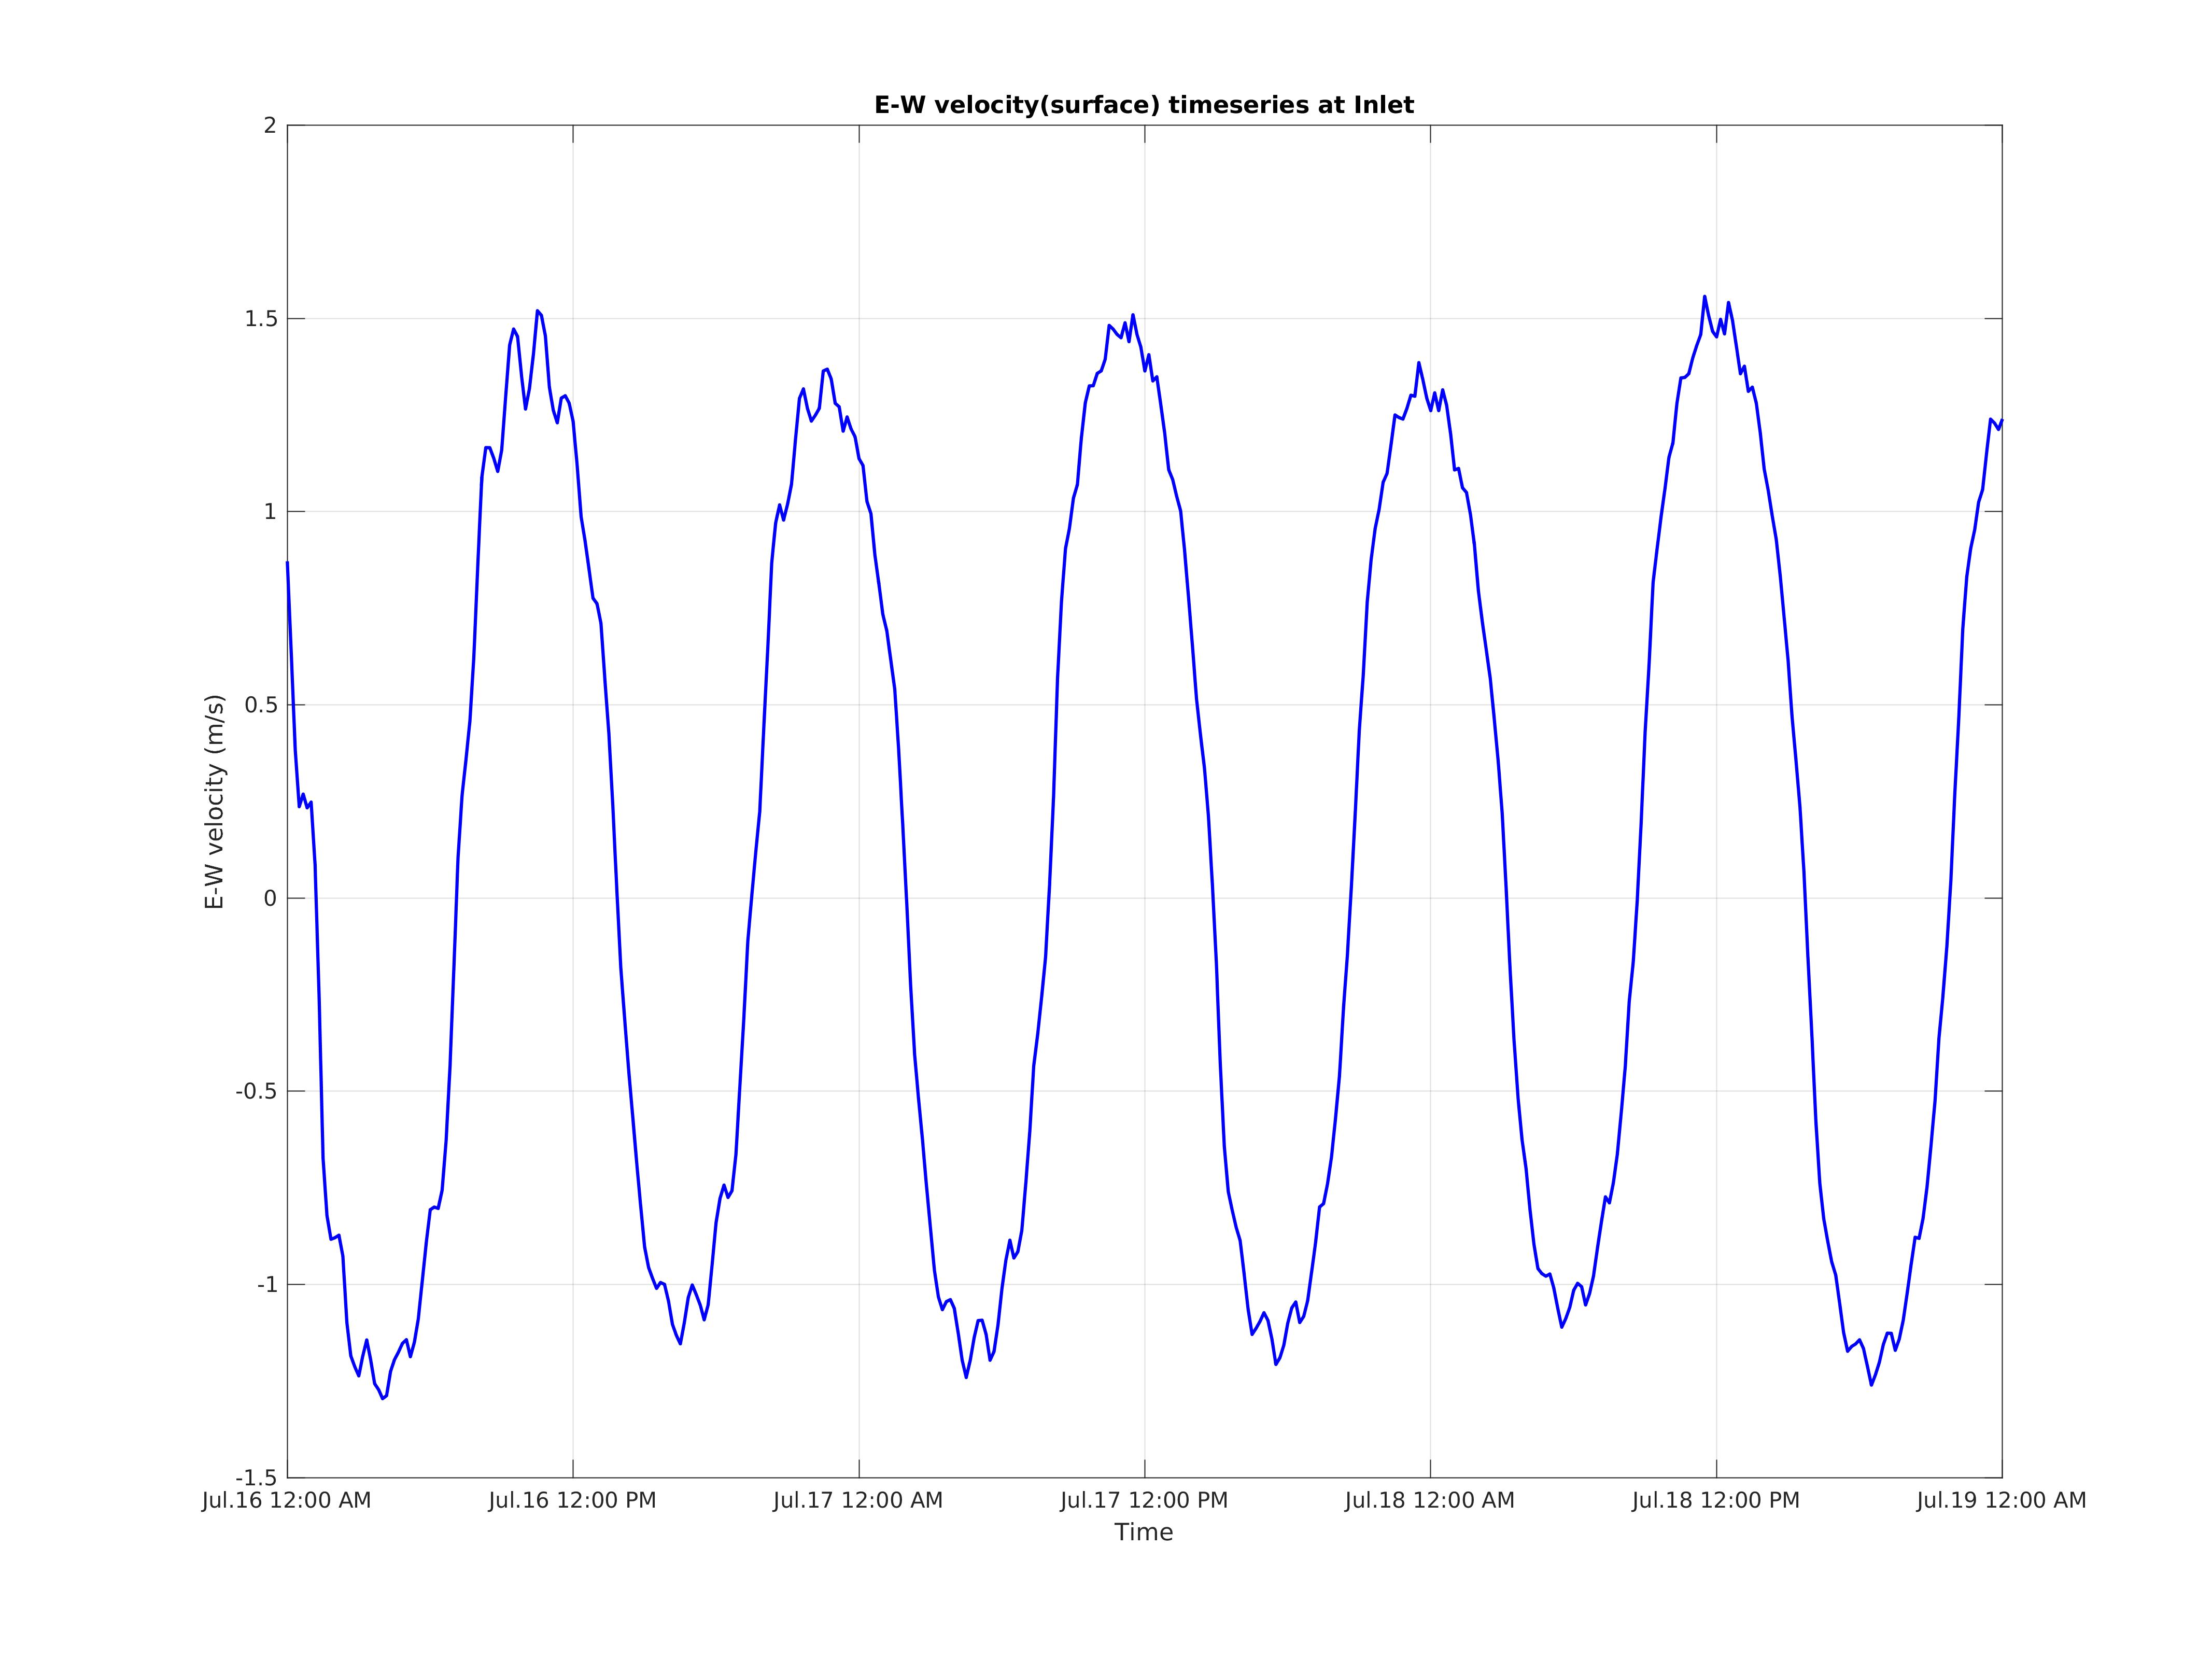 E-W velocity(surface) timeseries at Inlet
2
1.5
1
0.5
0
-0.5
-1
-1.5
E-W velocity (m/s)
Jul.16 12:00 AM Jul.16 12:00 PM Jul.17 12:00 AM Jul.17 12:00 PM Jul.18 12:00 AM Jul.18 12:00 PM Jul.19 12:00 AM
Time